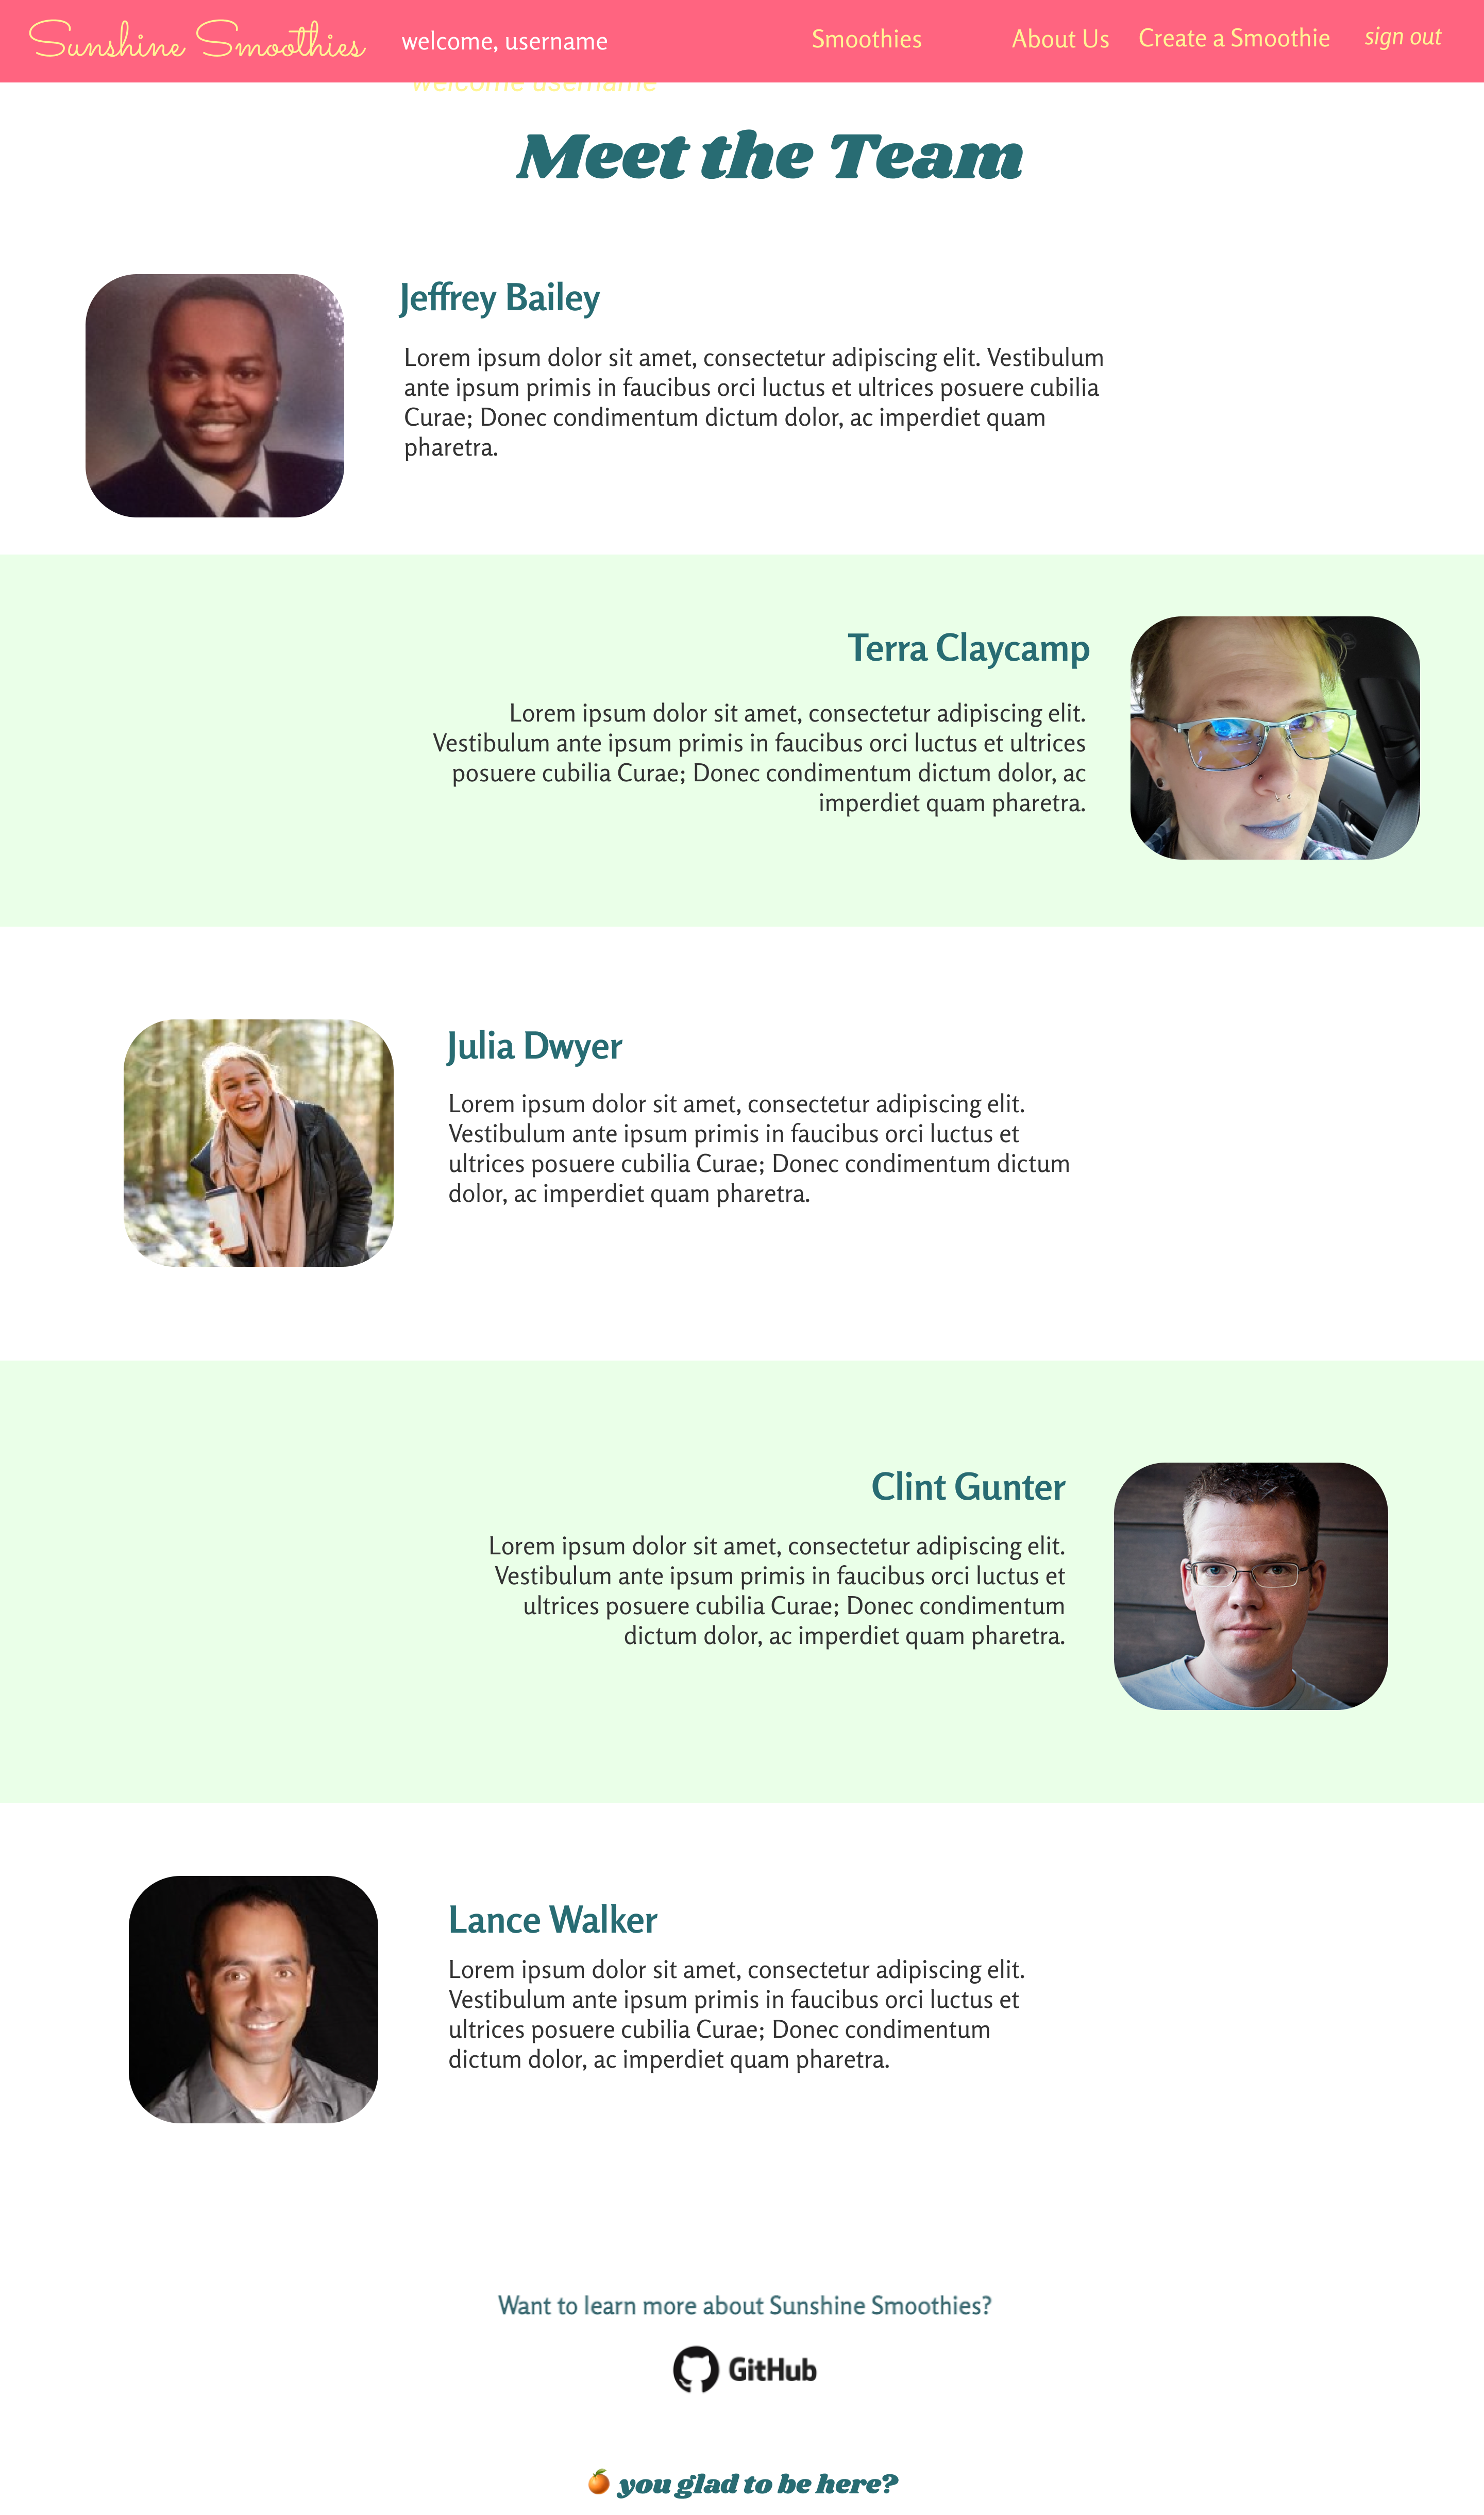 Sunshine Smoothies welcome, username Smoothies About Us Create a Smoothie sign out
welcome username
Meet the Team
Jeffrey Bailey
Lorem ipsum dolor sit amet, consectetur adipiscing elit. Vestibulum
ante ipsum primis in faucibus orci luctus et ultrices posuere cubilia
Curae; Donec condimentum dictum dolor, ac imperdiet quam
pharetra.
Terra Claycamp
Lorem ipsum dolor sit amet, consectetur adipiscing elit.
Vestibulum ante ipsum primis in faucibus orci luctus et ultrices
posuere cubilia Curae; Donec condimentum dictum dolor, ac
imperdiet quam pharetra.
Julia Dwyer
Lorem ipsum dolor sit amet, consectetur adipiscing elit.
Vestibulum ante ipsum primis in faucibus orci luctus et
ultrices posuere cubilia Curae; Donec condimentum dictum
dolor, ac imperdiet quam pharetra.
Clint Gunter
Lorem ipsum dolor sit amet, consectetur adipiscing elit.
Vestibulum ante ipsum primis in faucibus orci luctus et
ultrices posuere cubilia Curae; Donec condimentum
dictum dolor, ac imperdiet quam pharetra.
Lance Walker
Lorem ipsum dolor sit amet, consectetur adipiscing elit.
Vestibulum ante ipsum primis in faucibus orci luctus et
ultrices posuere cubilia Curae; Donec condimentum
dictum dolor, ac imperdiet quam pharetra.
Want to learn more about Sunshine Smoothies?
GitHub
🍊 you glad to be here?